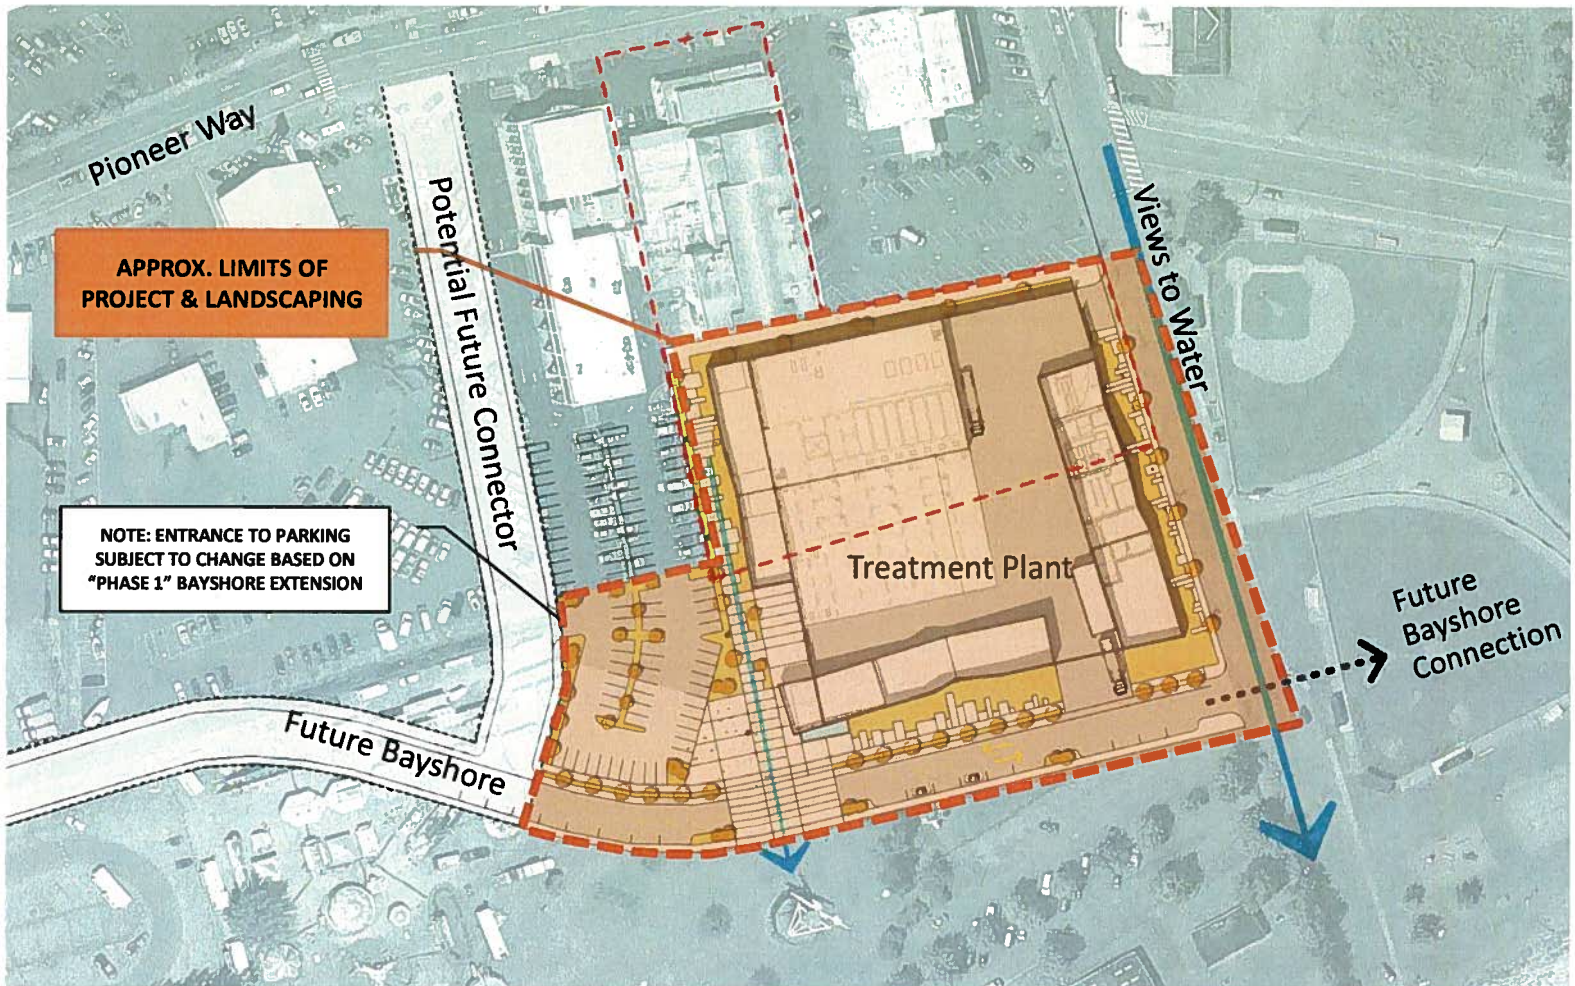 Pioneer Way
Potential Future Connector
Views to Water
APPROX. LIMITS OF
PROJECT & LANDSCAPING
NOTE: ENTRANCE TO PARKING
SUBJECT TO CHANGE BASED ON
“PHASE 1” BAYSHORE EXTENSION
Treatment Plant
Future
Bayshore
Connection
Future Bayshore